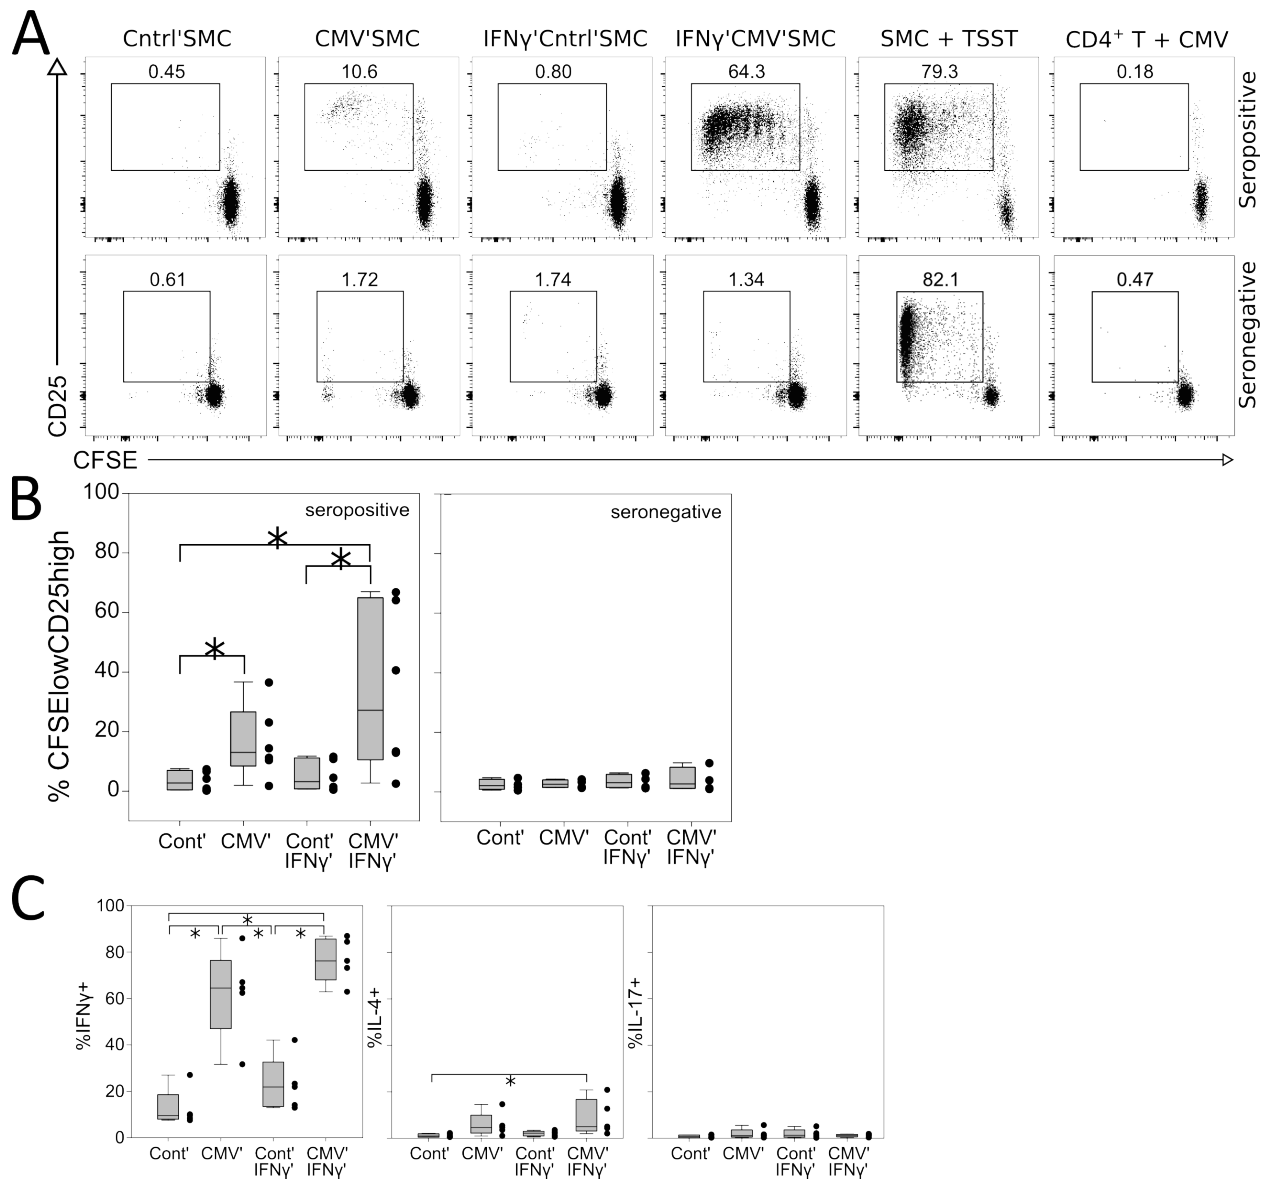 A
Cntrl'SMC CMV'SMC IFNγ'Cntrl'SMC IFNγ'CMV'SMC SMC + TSST CD4⁺ T + CMV
0.45 10.6 0.80 64.3 79.3 0.18
Seropositive
0.61 1.72 1.74 1.34 82.1 0.47
Seronegative
CD25
CFSE
B
% CFSElowCD25high
100
80
60
40
20
0
seropositive
*
*
*
Cont' CMV' Cont' CMV'
IFNγ' IFNγ'
seronegative
Cont' CMV' Cont' CMV'
IFNγ' IFNγ'
C
%IFNγ+
100
80
60
40
20
0
*
* * *
Cont' CMV' Cont' CMV'
IFNγ' IFNγ'
%IL-4+
*
Cont' CMV' Cont' CMV'
IFNγ' IFNγ'
%IL-17+
Cont' CMV' Cont' CMV'
IFNγ' IFNγ'